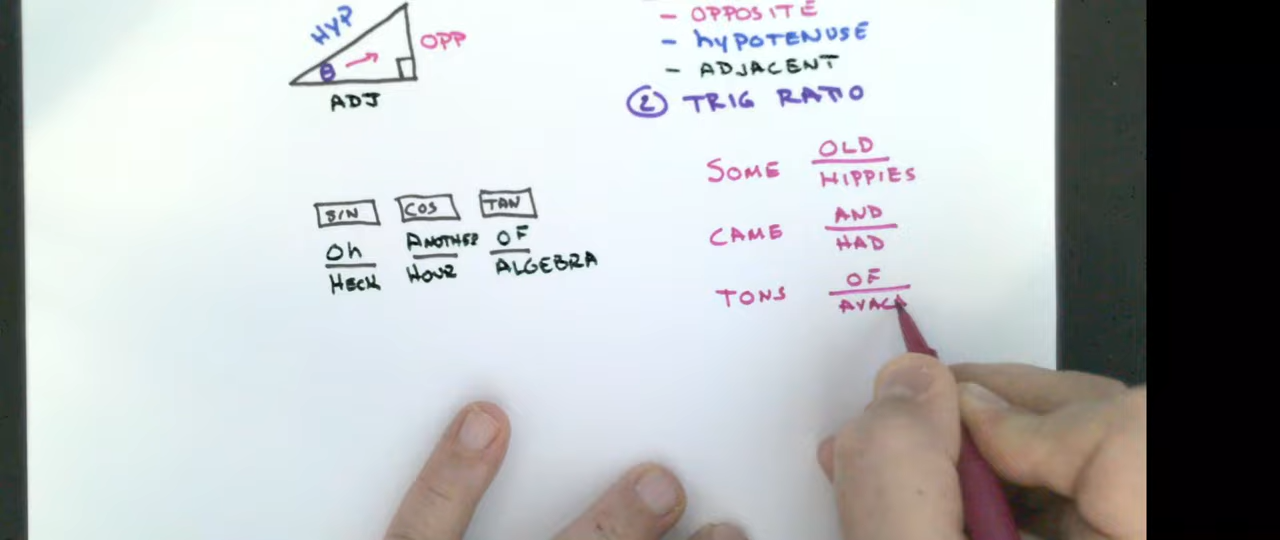 HYP
OPP
θ
ADJ
- OPPOSITE
- hYPOTENUSE
- ADJACENT
② TRIG RATIO
SOME OLD
HIPPIES
CAME AND
HAD
TONS OF
AVACA
SIN COS TAN
Oh ANOTHER OF
HECK HOUR ALGEBRA